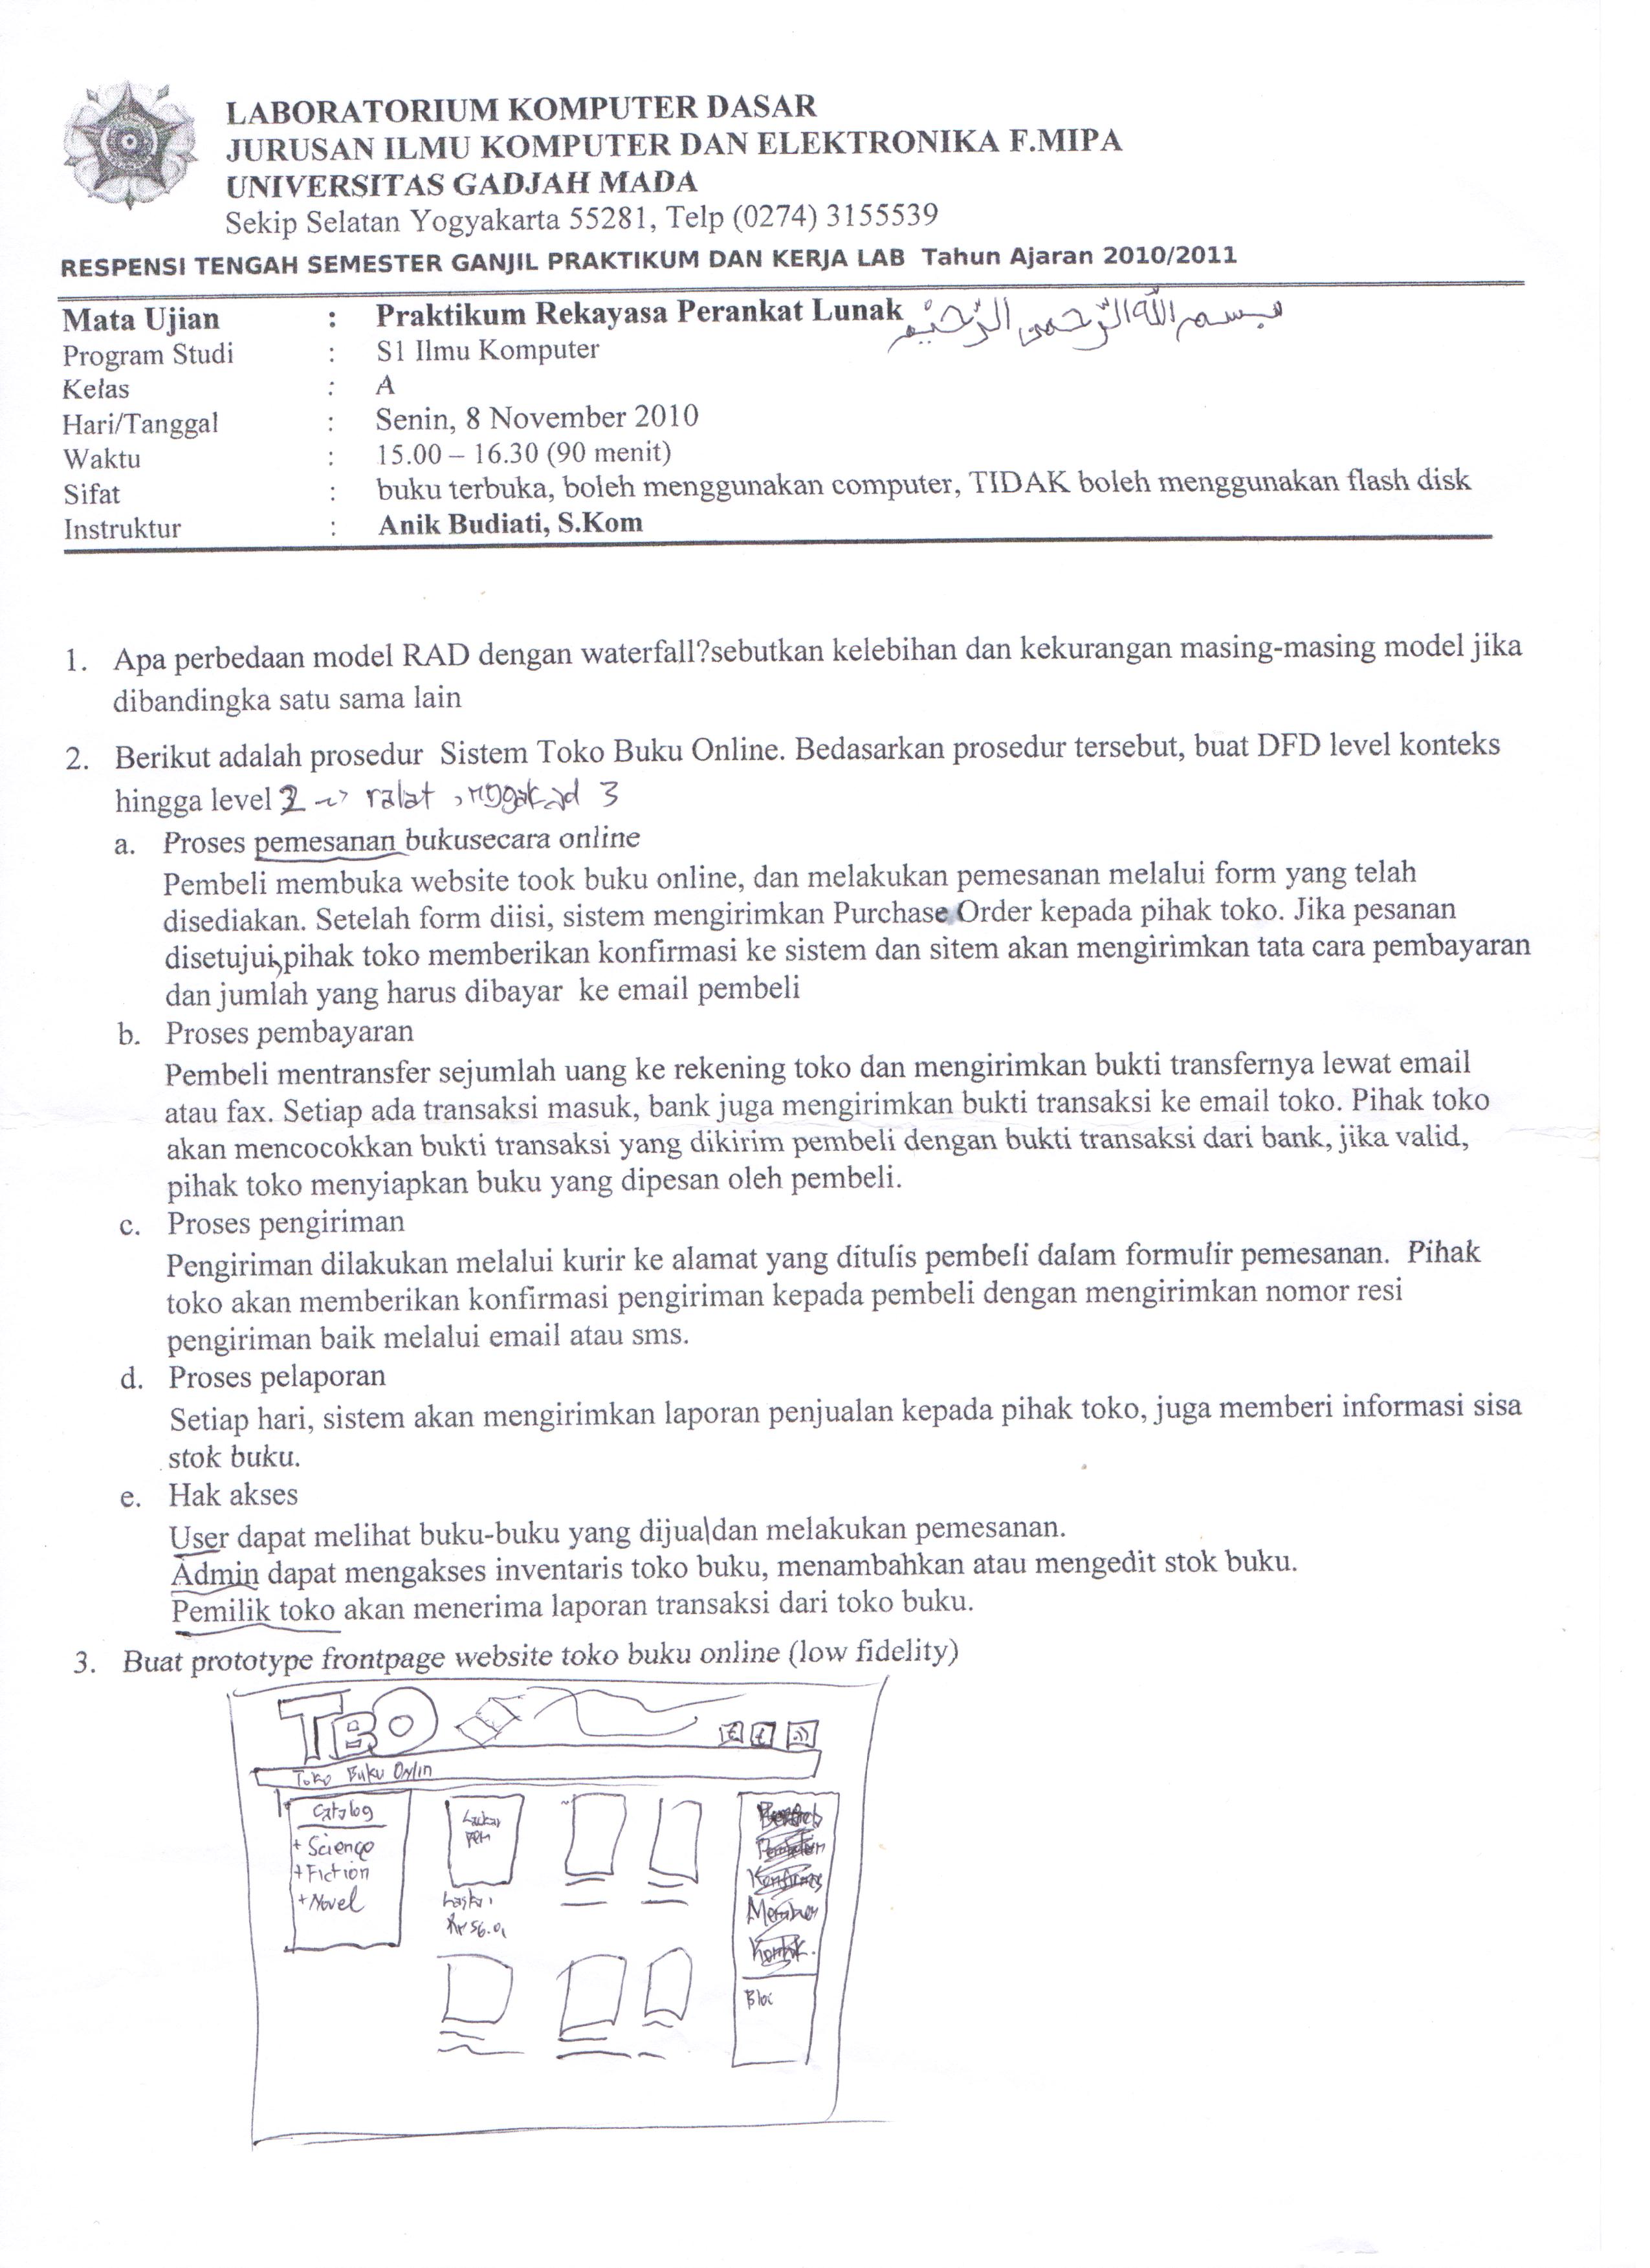 LABORATORIUM KOMPUTER DASAR
JURUSAN ILMU KOMPUTER DAN ELEKTRONIKA F.MIPA
UNIVERSITAS GADJAH MADA
Sekip Selatan Yogyakarta 55281, Telp (0274) 3155539
RESPENSI TENGAH SEMESTER GANJIL PRAKTIKUM DAN KERJA LAB Tahun Ajaran 2010/2011
Mata Ujian : Praktikum Rekayasa Perankat Lunak بسم الله الرحمن الرحيم
Program Studi : S1 Ilmu Komputer
Kelas : A
Hari/Tanggal : Senin, 8 November 2010
Waktu : 15.00 – 16.30 (90 menit)
Sifat : buku terbuka, boleh menggunakan computer, TIDAK boleh menggunakan flash disk
Instruktur : Anik Budiati, S.Kom
1. Apa perbedaan model RAD dengan waterfall?sebutkan kelebihan dan kekurangan masing-masing model jika
dibandingka satu sama lain
2. Berikut adalah prosedur Sistem Toko Buku Online. Bedasarkan prosedur tersebut, buat DFD level konteks
hingga level 2 ~> ralat, nggak jd 3
a. Proses pemesanan bukusecara online
Pembeli membuka website took buku online, dan melakukan pemesanan melalui form yang telah
disediakan. Setelah form diisi, sistem mengirimkan Purchase Order kepada pihak toko. Jika pesanan
disetujui,pihak toko memberikan konfirmasi ke sistem dan sitem akan mengirimkan tata cara pembayaran
dan jumlah yang harus dibayar ke email pembeli
b. Proses pembayaran
Pembeli mentransfer sejumlah uang ke rekening toko dan mengirimkan bukti transfernya lewat email
atau fax. Setiap ada transaksi masuk, bank juga mengirimkan bukti transaksi ke email toko. Pihak toko
akan mencocokkan bukti transaksi yang dikirim pembeli dengan bukti transaksi dari bank, jika valid,
pihak toko menyiapkan buku yang dipesan oleh pembeli.
c. Proses pengiriman
Pengiriman dilakukan melalui kurir ke alamat yang ditulis pembeli dalam formulir pemesanan. Pihak
toko akan memberikan konfirmasi pengiriman kepada pembeli dengan mengirimkan nomor resi
pengiriman baik melalui email atau sms.
d. Proses pelaporan
Setiap hari, sistem akan mengirimkan laporan penjualan kepada pihak toko, juga memberi informasi sisa
stok buku.
e. Hak akses
User dapat melihat buku-buku yang dijual dan melakukan pemesanan.
Admin dapat mengakses inventaris toko buku, menambahkan atau mengedit stok buku.
Pemilik toko akan menerima laporan transaksi dari toko buku.
3. Buat prototype frontpage website toko buku online (low fidelity)
TBO
Toko Buku Onlin
Catalog
+ Science
+ Fiction
+ Novel
Member
Kontak